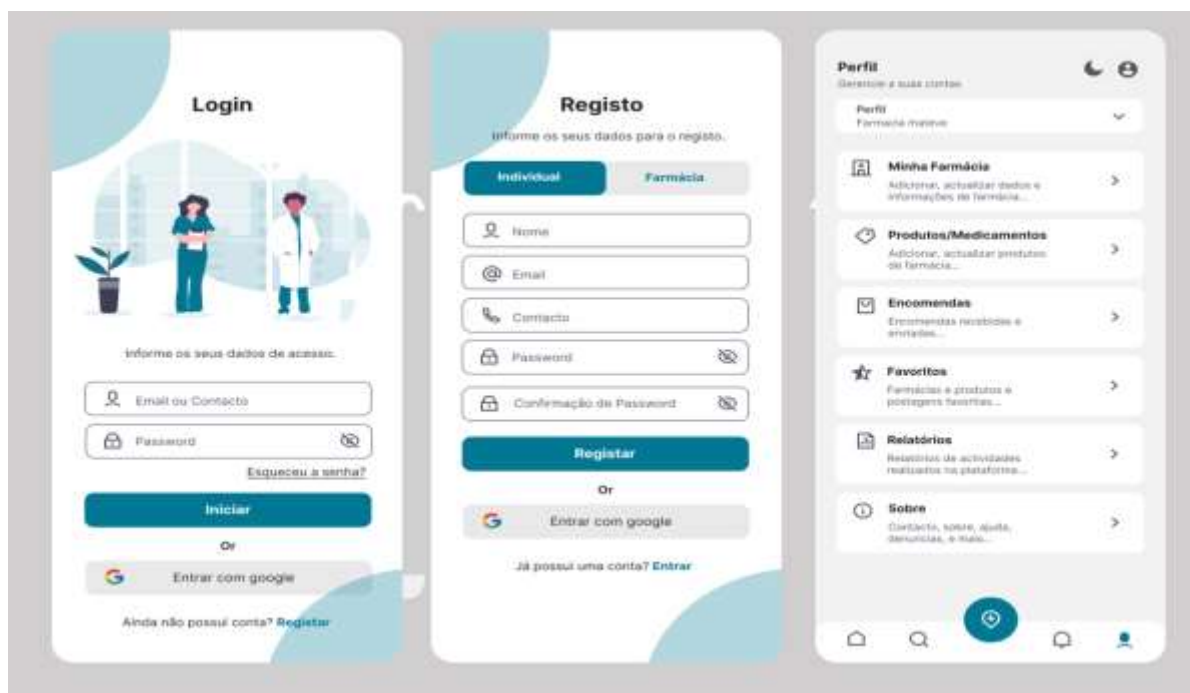 Login
Informe os seus dados de acesso.
Email ou Contacto
Password
Esqueceu a senha?
Iniciar
Or
Entrar com google
Ainda não possui conta? Registar
Registo
Informe os seus dados para o registo.
Individual
Farmácia
Nome
Email
Contacto
Password
Confirmação de Password
Registar
Or
Entrar com google
Já possui uma conta? Entrar
Perfil
Gerencie a suas contas
Perfil
Farmacia
Minha Farmácia
Adicionar, actualizar dados e
informações da farmácia...
Produtos/Medicamentos
Adicionar, actualizar produtos
da farmacia...
Encomendas
Encomendas recebidas e
enviadas...
Favoritos
Farmácias e produtos e
postagens favoritas...
Relatórios
Relatórios de actividades
realizados na plataforma...
Sobre
Contacto, sobre, ajuda,
denuncias, e mais...